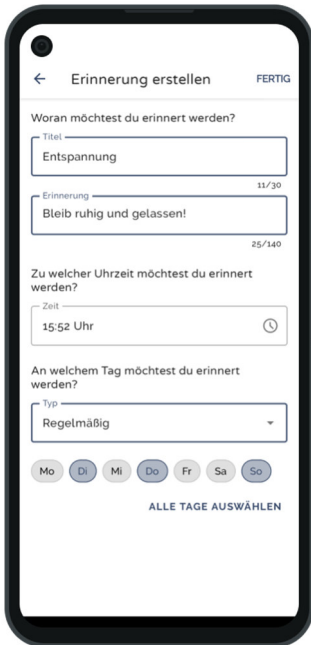 Erinnerung erstellen FERTIG
Woran möchtest du erinnert werden?
Titel
Entspannung
11/30
Erinnerung
Bleib ruhig und gelassen!
25/140
Zu welcher Uhrzeit möchtest du erinnert
werden?
Zeit
15:52 Uhr
An welchem Tag möchtest du erinnert
werden?
Typ
Regelmäßig
Mo Di Mi Do Fr Sa So
ALLE TAGE AUSWÄHLEN